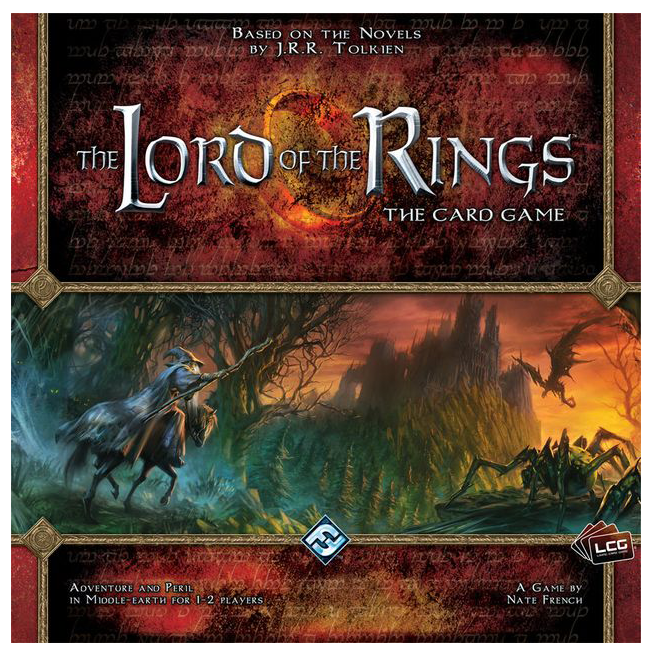 Based on the Novels
by J.R.R. Tolkien
The Lord of the Rings™
The Card Game
LCG
Adventure and Peril
in Middle-earth for 1-2 players
A Game by
Nate French